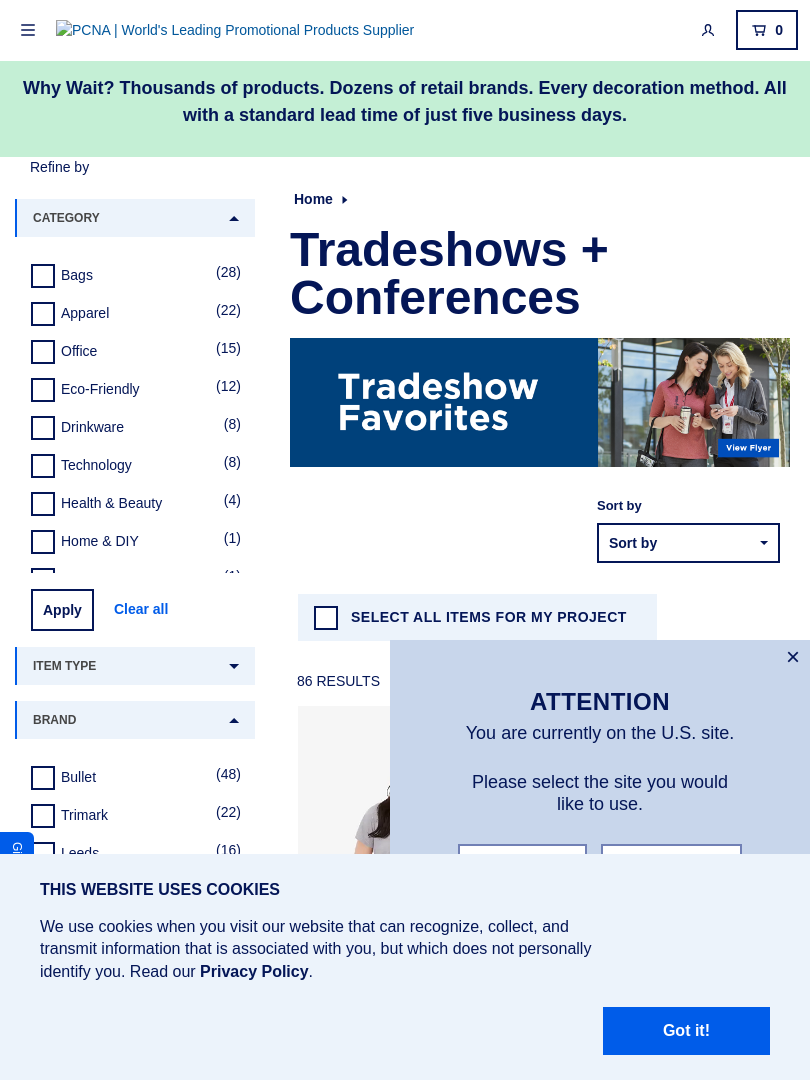 PCNA | World's Leading Promotional Products Supplier
0
Why Wait? Thousands of products. Dozens of retail brands. Every decoration method. All
with a standard lead time of just five business days.
Refine by
CATEGORY
Bags (28)
Apparel (22)
Office (15)
Eco-Friendly (12)
Drinkware (8)
Technology (8)
Health & Beauty (4)
Home & DIY (1)
Apply Clear all
ITEM TYPE
BRAND
Bullet (48)
Trimark (22)
Leeds (16)
Home
Tradeshows +
Conferences
Tradeshow
Favorites
View Flyer
Sort by
Sort by
SELECT ALL ITEMS FOR MY PROJECT
86 RESULTS
ATTENTION
You are currently on the U.S. site.
Please select the site you would
like to use.
THIS WEBSITE USES COOKIES
We use cookies when you visit our website that can recognize, collect, and
transmit information that is associated with you, but which does not personally
identify you. Read our Privacy Policy.
Got it!